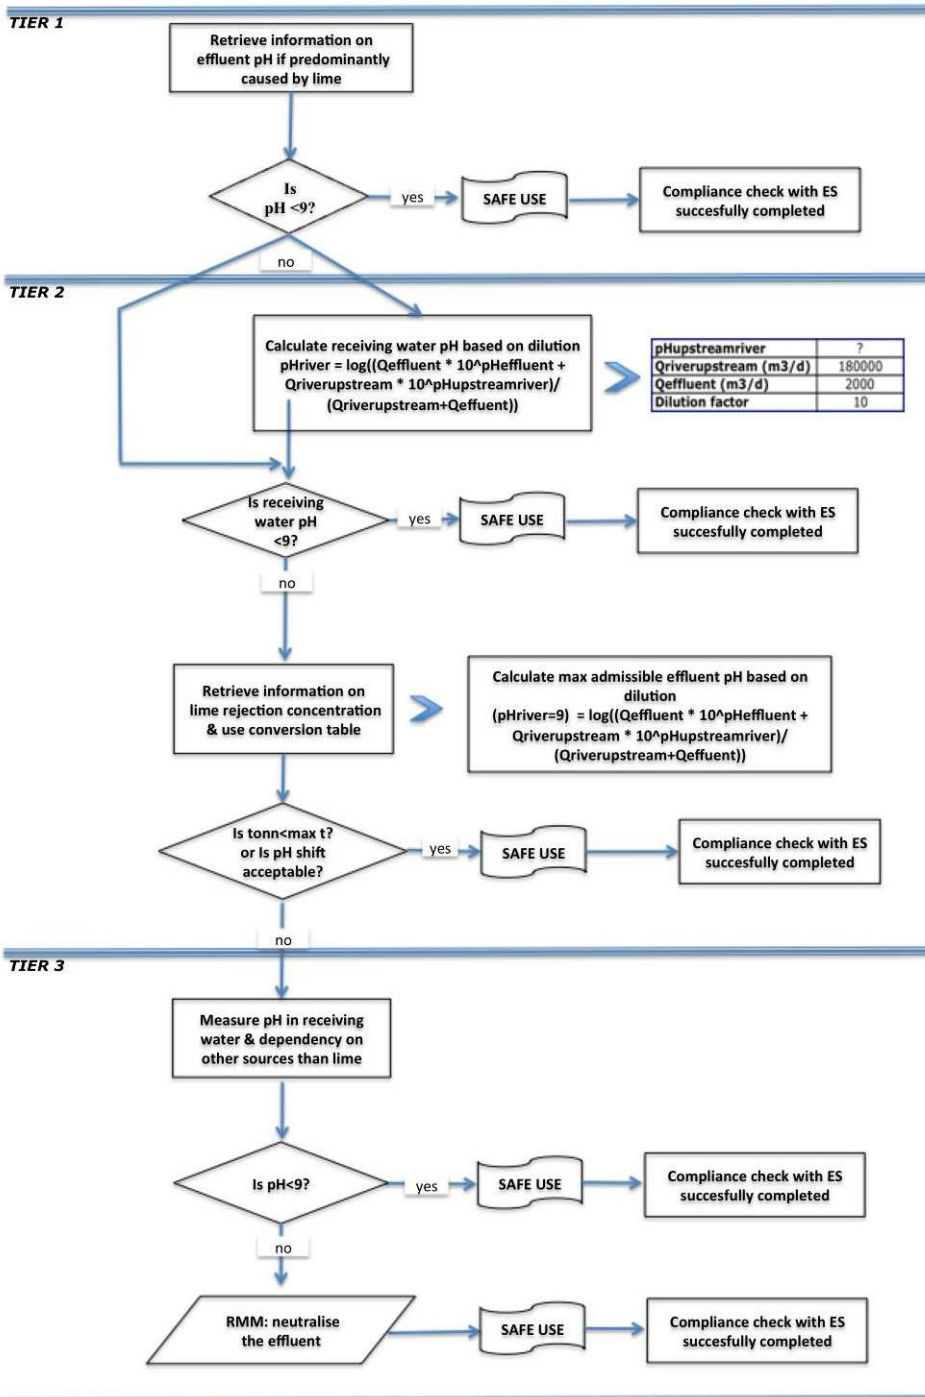 TIER 1
Retrieve information on
effluent pH if predominantly
caused by lime
Is
pH <9?
yes
SAFE USE
Compliance check with ES
succesfully completed
no
TIER 2
Calculate receiving water pH based on dilution
pHriver = log((Qeffluent * 10^pHeffluent +
Qriverupstream * 10^pHupstreamriver)/
(Qriverupstream+Qeffuent))
pHupstreamriver ?
Qriverupstream (m3/d) 180000
Qeffluent (m3/d) 2000
Dilution factor 10
Is receiving
water pH
<9?
yes
SAFE USE
Compliance check with ES
succesfully completed
no
Retrieve information on
lime rejection concentration
& use conversion table
Calculate max admissible effluent pH based on
dilution
(pHriver=9) = log((Qeffluent * 10^pHeffluent +
Qriverupstream * 10^pHupstreamriver)/
(Qriverupstream+Qeffuent))
Is tonn<max t?
or Is pH shift
acceptable?
yes
SAFE USE
Compliance check with ES
succesfully completed
no
TIER 3
Measure pH in receiving
water & dependency on
other sources than lime
Is pH<9?
yes
SAFE USE
Compliance check with ES
succesfully completed
no
RMM: neutralise
the effluent
SAFE USE
Compliance check with ES
succesfully completed